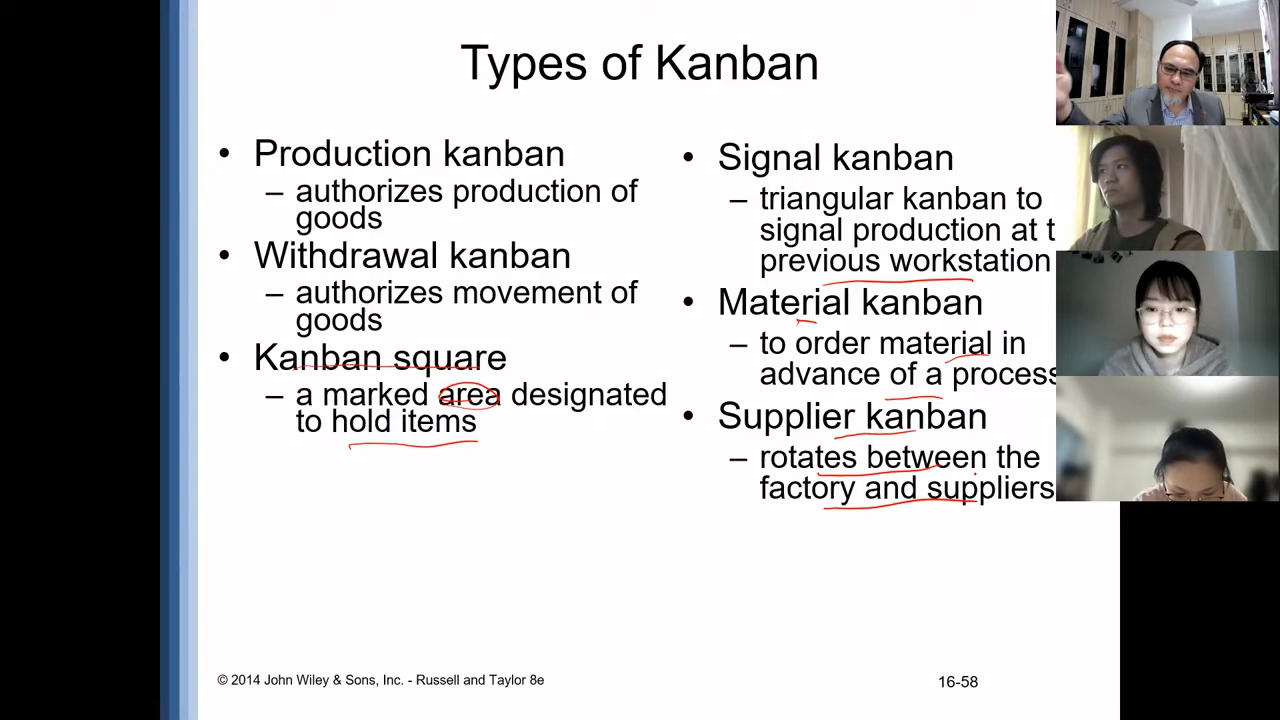 Types of Kanban
• Production kanban
– authorizes production of
goods
• Withdrawal kanban
– authorizes movement of
goods
• Kanban square
– a marked area designated
to hold items
• Signal kanban
– triangular kanban to
signal production at t
previous workstation
• Material kanban
– to order material in
advance of a process
• Supplier kanban
– rotates between the
factory and suppliers
© 2014 John Wiley & Sons, Inc. - Russell and Taylor 8e
16-58